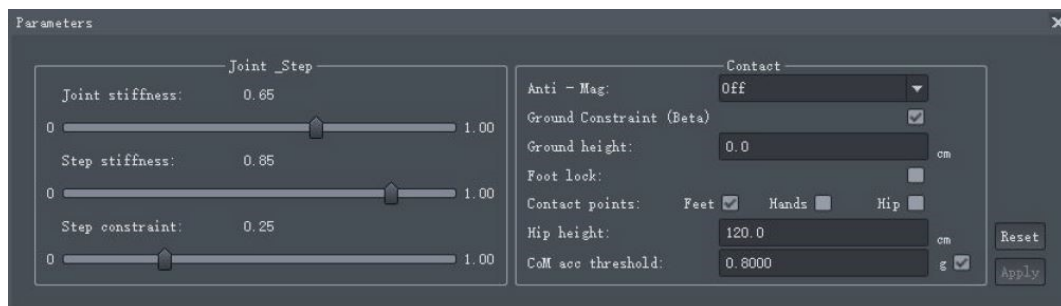 Parameters
Joint _Step
Joint stiffness: 0.65
0 1.00
Step stiffness: 0.85
0 1.00
Step constraint: 0.25
0 1.00
Contact
Anti - Mag: Off
Ground Constraint (Beta)
Ground height: 0.0 cm
Foot lock:
Contact points: Feet Hands Hip
Hip height: 120.0 cm
CoM acc threshold: 0.8000 g
Reset
Apply